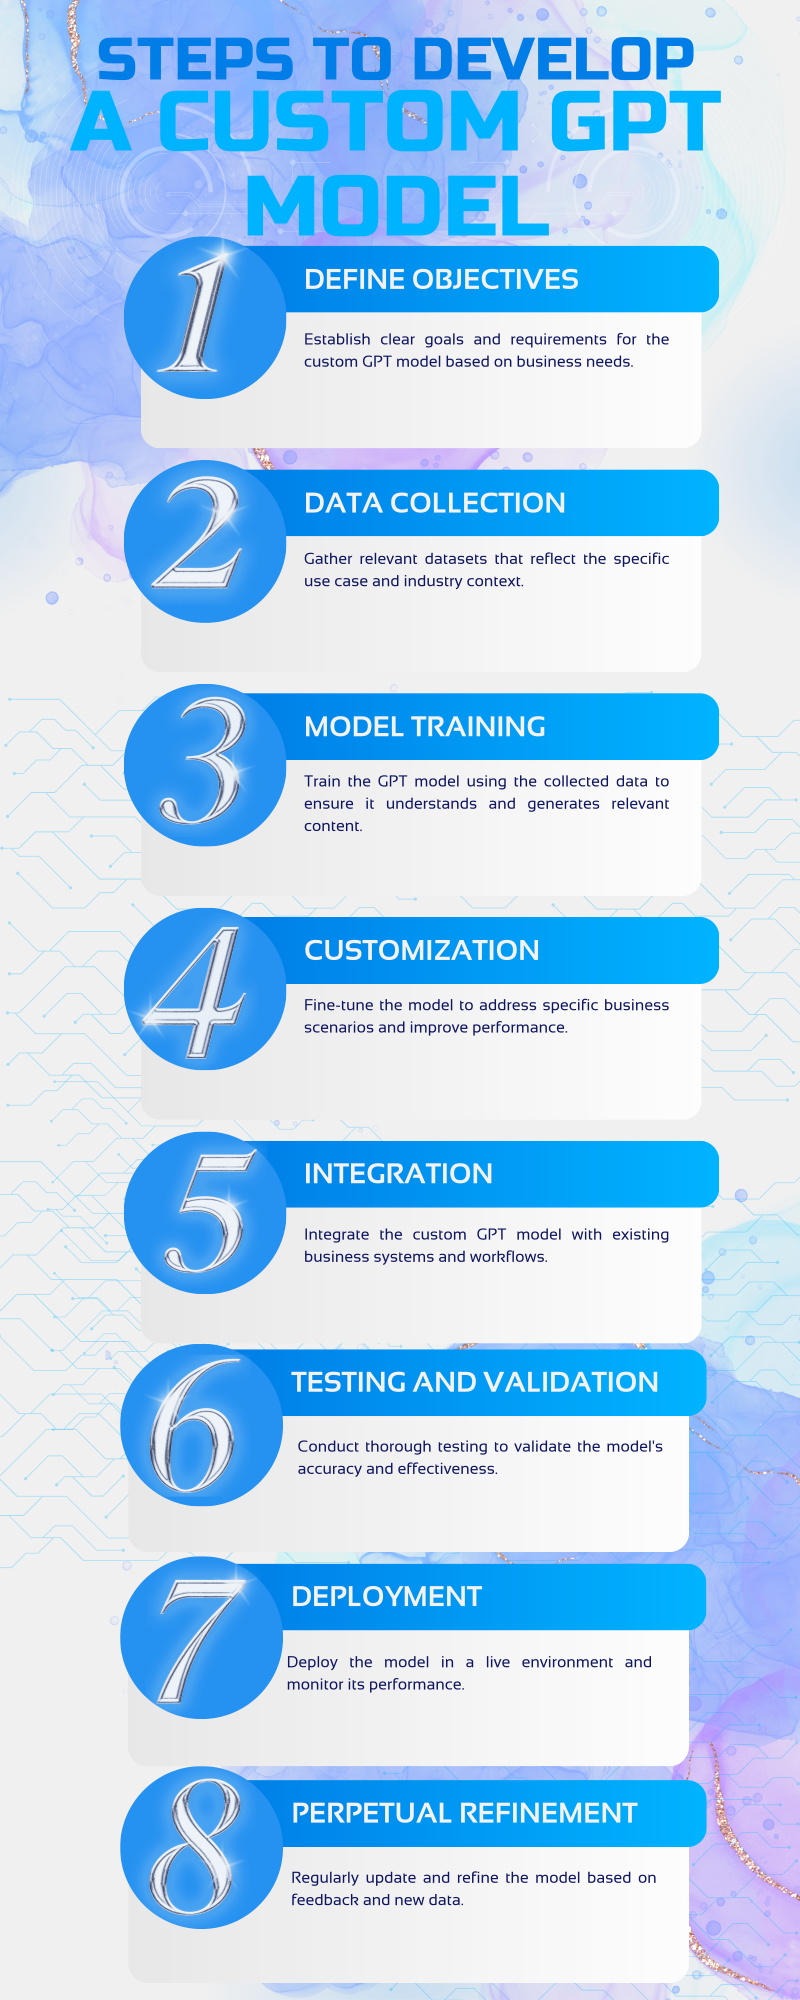 STEPS TO DEVELOP
A CUSTOM GPT
MODEL
1
DEFINE OBJECTIVES
Establish clear goals and requirements for the
custom GPT model based on business needs.
2
DATA COLLECTION
Gather relevant datasets that reflect the specific
use case and industry context.
3
MODEL TRAINING
Train the GPT model using the collected data to
ensure it understands and generates relevant
content.
4
CUSTOMIZATION
Fine-tune the model to address specific business
scenarios and improve performance.
5
INTEGRATION
Integrate the custom GPT model with existing
business systems and workflows.
6
TESTING AND VALIDATION
Conduct thorough testing to validate the model's
accuracy and effectiveness.
7
DEPLOYMENT
Deploy the model in a live environment and
monitor its performance.
8
PERPETUAL REFINEMENT
Regularly update and refine the model based on
feedback and new data.